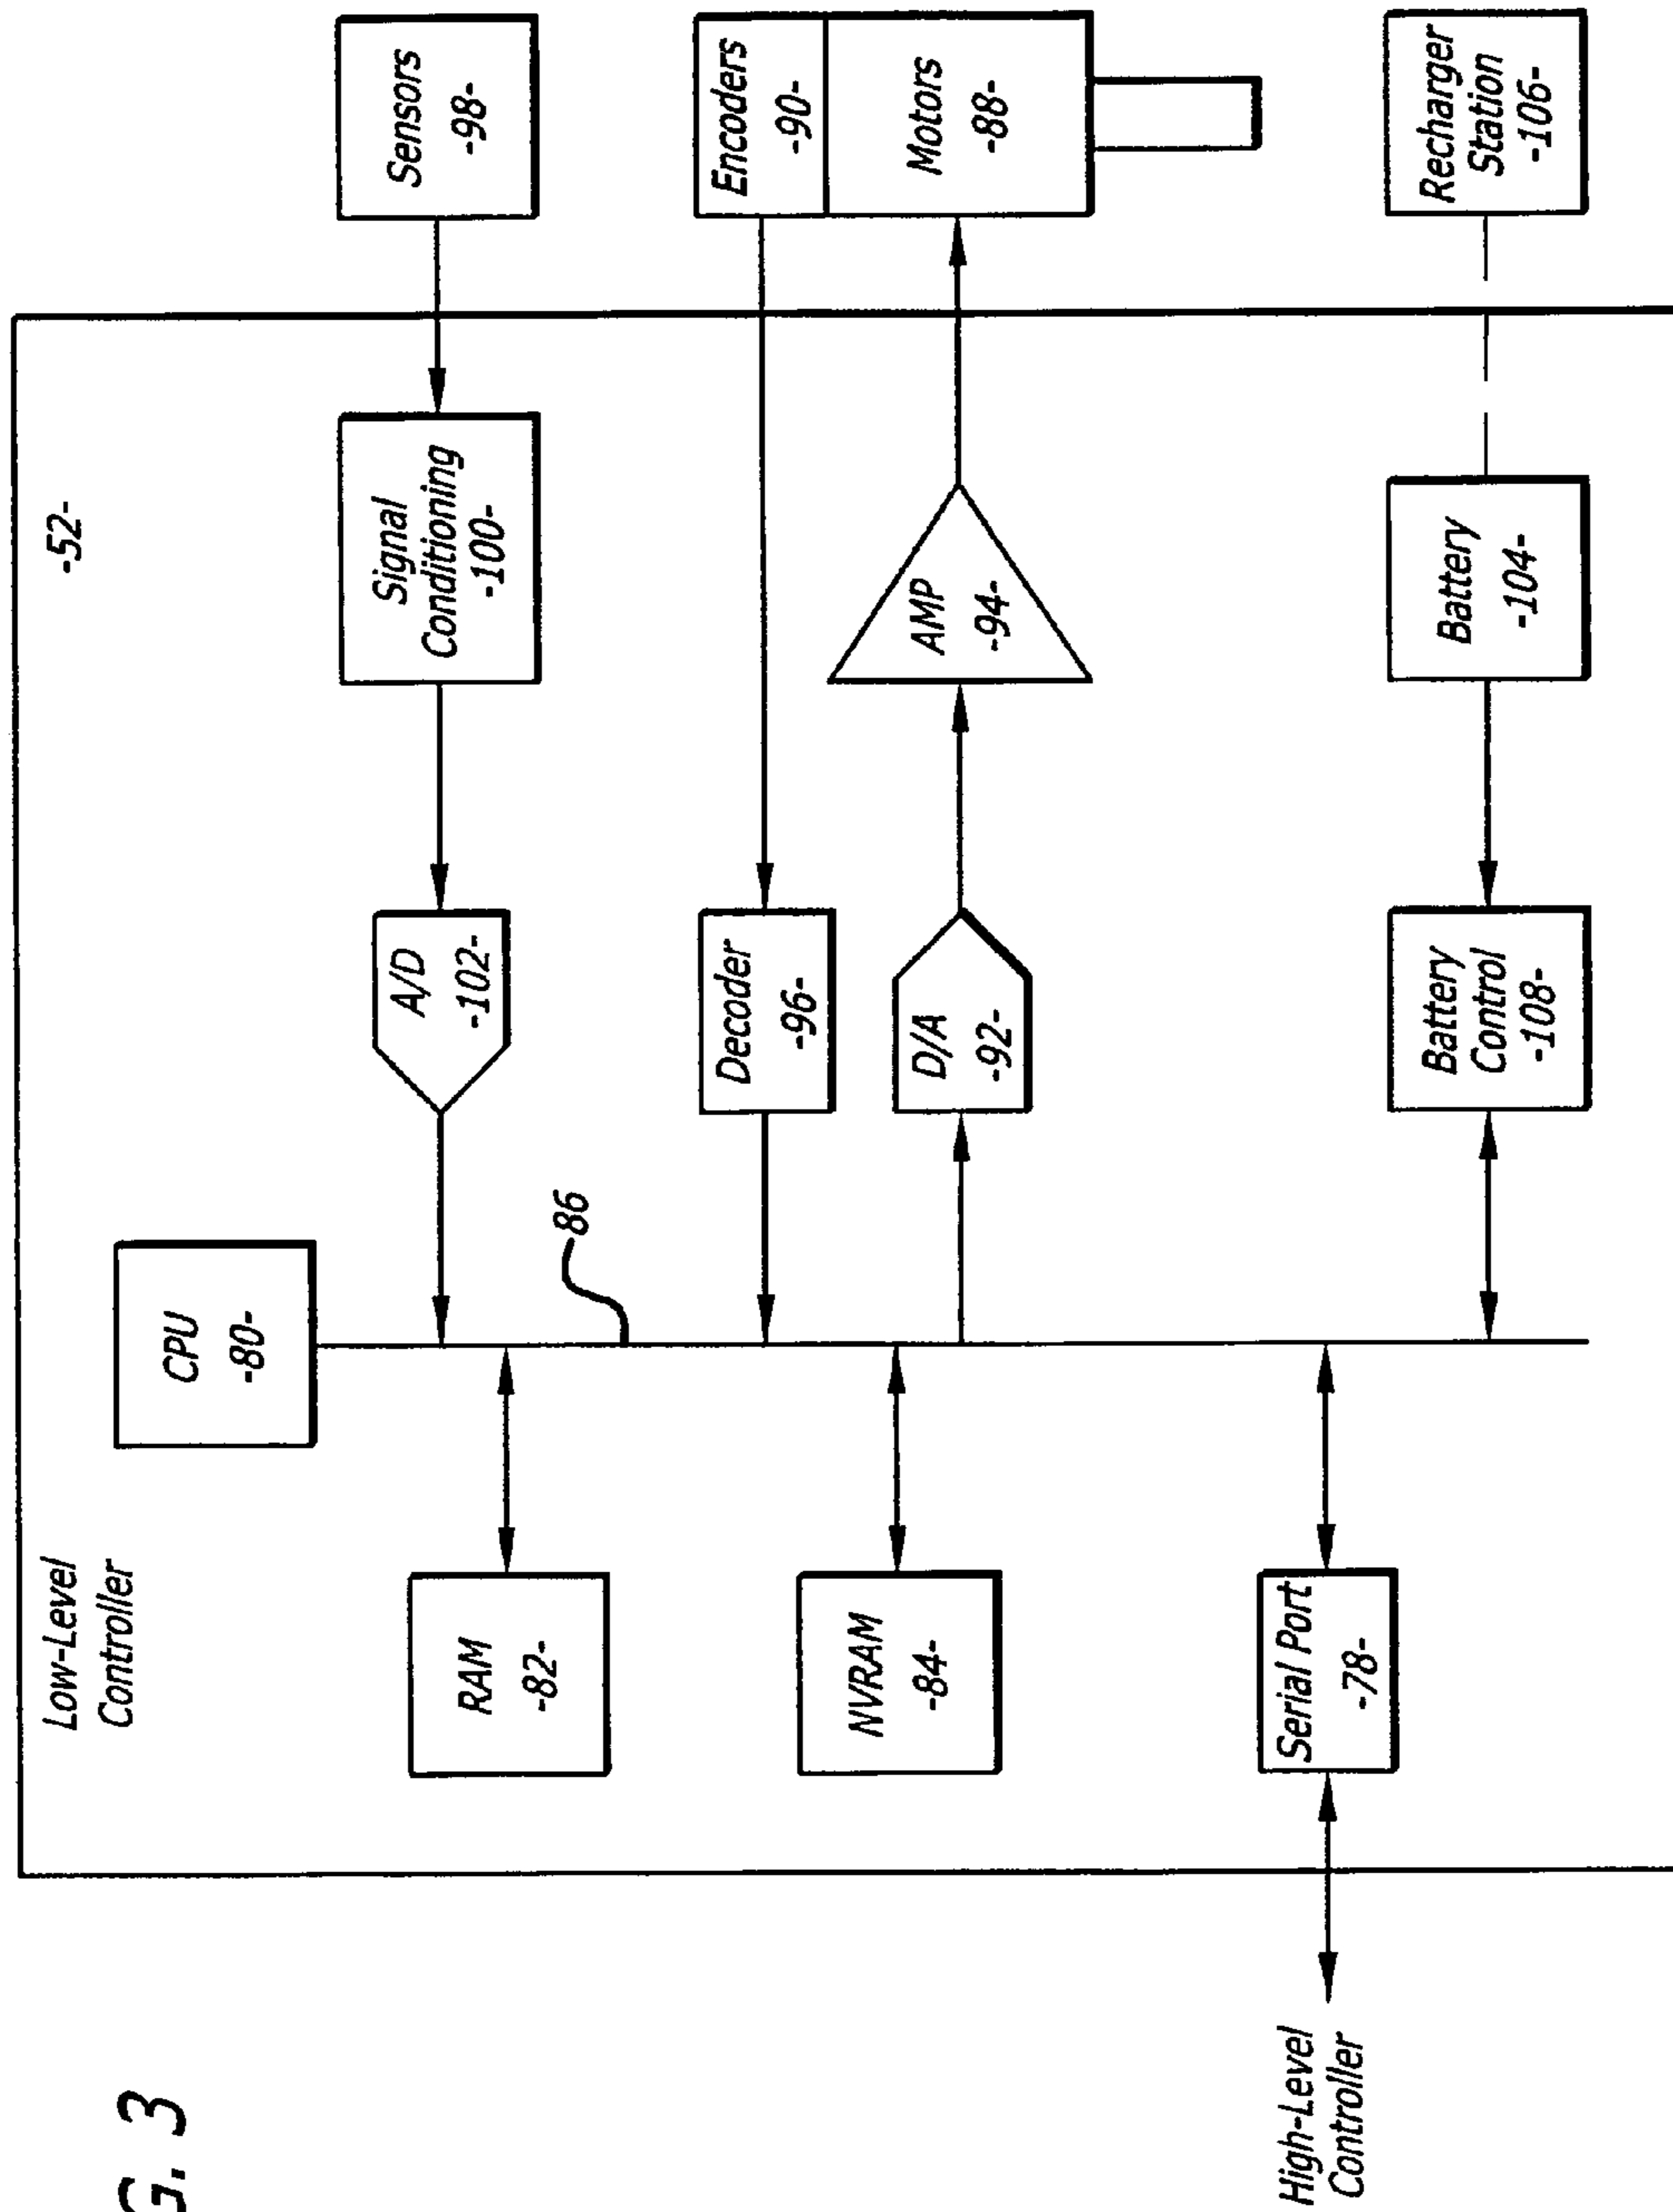 G. 3
Low-Level
Controller
-52-
CPU
-80-
RAM
-82-
86
A/D
-102-
Signal
Conditioning
-100-
Sensors
-98-
NVRAM
-84-
Decoder
-96-
Encoders
-90-
D/A
-92-
AMP
-94-
Motors
-88-
High-Level
Controller
Serial Port
-78-
Battery
Control
-108-
Battery
-104-
Recharger
Station
-106-